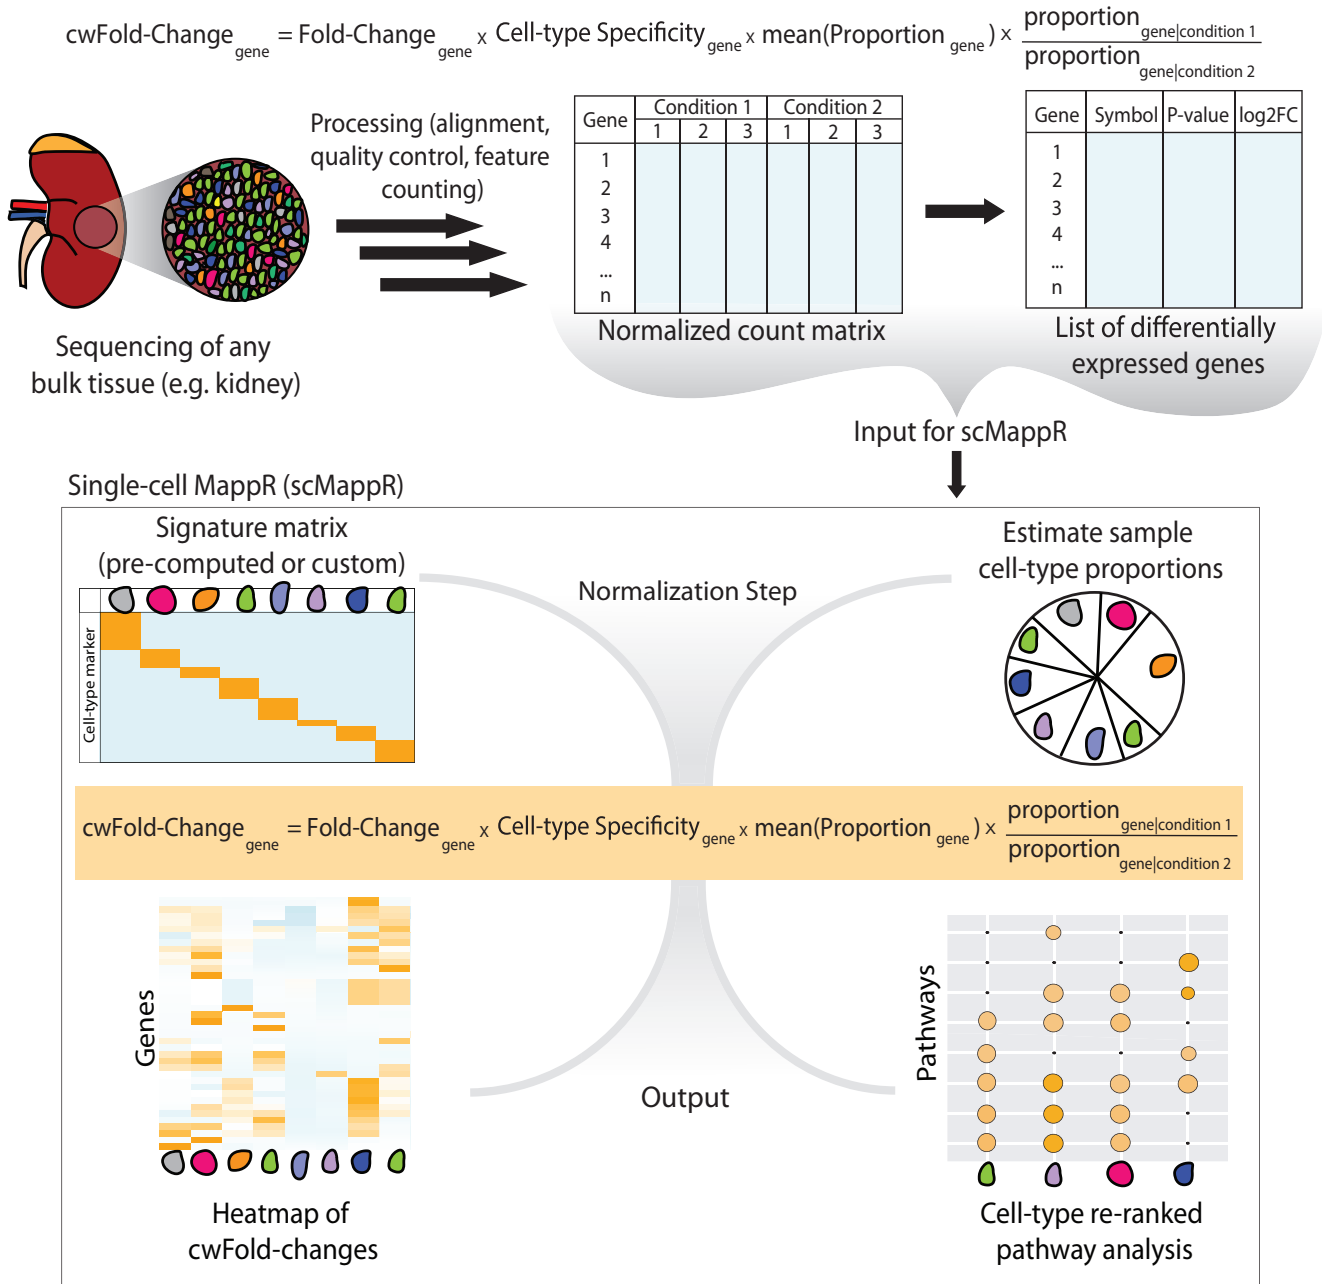 cwFold-Change gene = Fold-Change gene x Cell-type Specificity gene x mean(Proportion gene) x proportion gene|condition 1 / proportion gene|condition 2
Processing (alignment,
quality control, feature
counting)
Gene Condition 1 Condition 2
1 2 3 1 2 3
1
2
3
4
...
n
Normalized count matrix
Gene Symbol P-value log2FC
1
2
3
4
...
n
List of differentially
expressed genes
Sequencing of any
bulk tissue (e.g. kidney)
Input for scMappR
Single-cell MappR (scMappR)
Signature matrix
(pre-computed or custom)
Cell-type marker
Normalization Step
Estimate sample
cell-type proportions
cwFold-Change gene = Fold-Change gene x Cell-type Specificity gene x mean(Proportion gene) x proportion gene|condition 1 / proportion gene|condition 2
Genes
Heatmap of
cwFold-changes
Output
Pathways
Cell-type re-ranked
pathway analysis